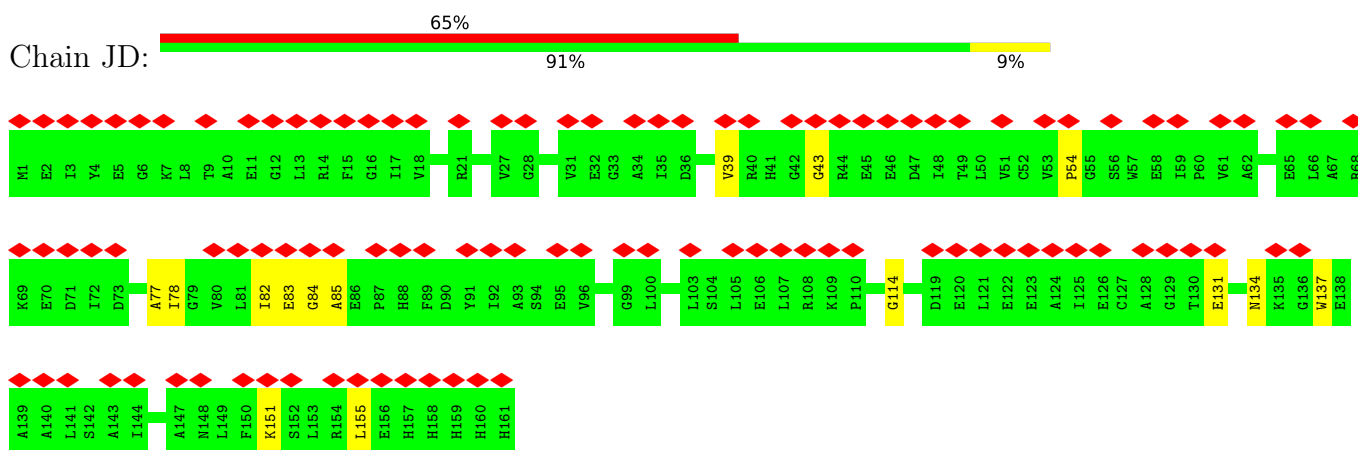 65%
Chain JD:
91% 9%
M1 E2 I3 Y4 E5 G6 K7 L8 T9 A10 E11 G12 L13 R14 F15 G16 I17 V18 R21 V27 G28 V31 E32 G33 A34 I35 D36 V39 R40 H41 G42 G43 R44 E45 E46 D47 I48 T49 L50 V51 C52 V53 P54 G55 S56 W57 E58 I59 P60 V61 A62 E65 L66 A67 R68
K69 E70 D71 I72 D73 A77 I78 G79 V80 L81 I82 E83 G84 A85 E86 P87 H88 F89 D90 Y91 I92 A93 S94 E95 V96 G99 L100 L103 S104 L105 E106 L107 R108 K109 P110 G114 D119 E120 L121 E122 E123 A124 I125 E126 C127 A128 G129 T130 E131 N134 K135 G136 W137 E138
A139 A140 L141 S142 A143 I144 A147 N148 L149 F150 K151 S152 L153 R154 L155 E156 H157 H158 H159 H160 H161